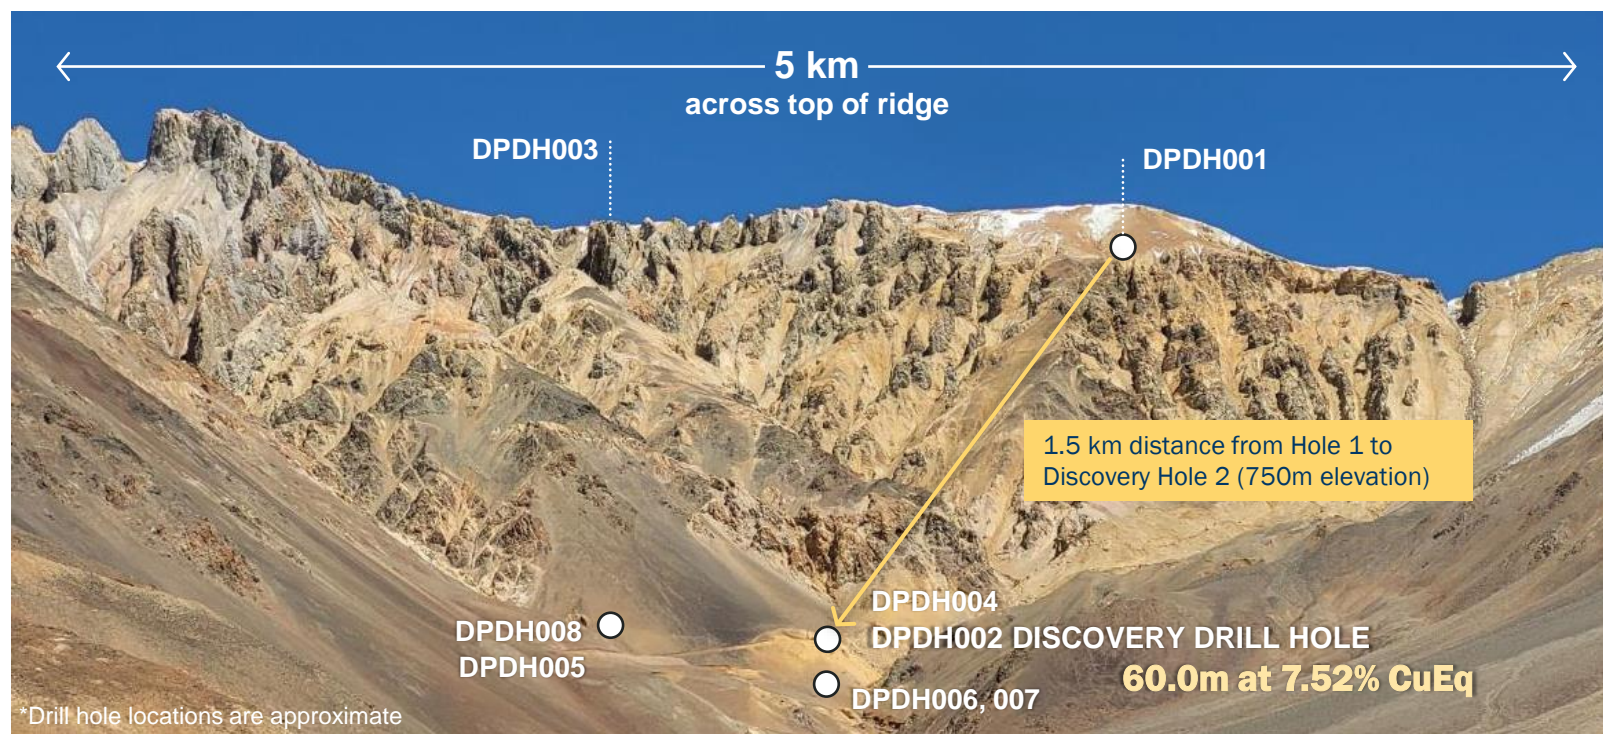 5 km
across top of ridge
DPDH003
DPDH001
1.5 km distance from Hole 1 to
Discovery Hole 2 (750m elevation)
DPDH004
DPDH008
DPDH002 DISCOVERY DRILL HOLE
DPDH005
60.0m at 7.52% CuEq
DPDH006, 007
*Drill hole locations are approximate